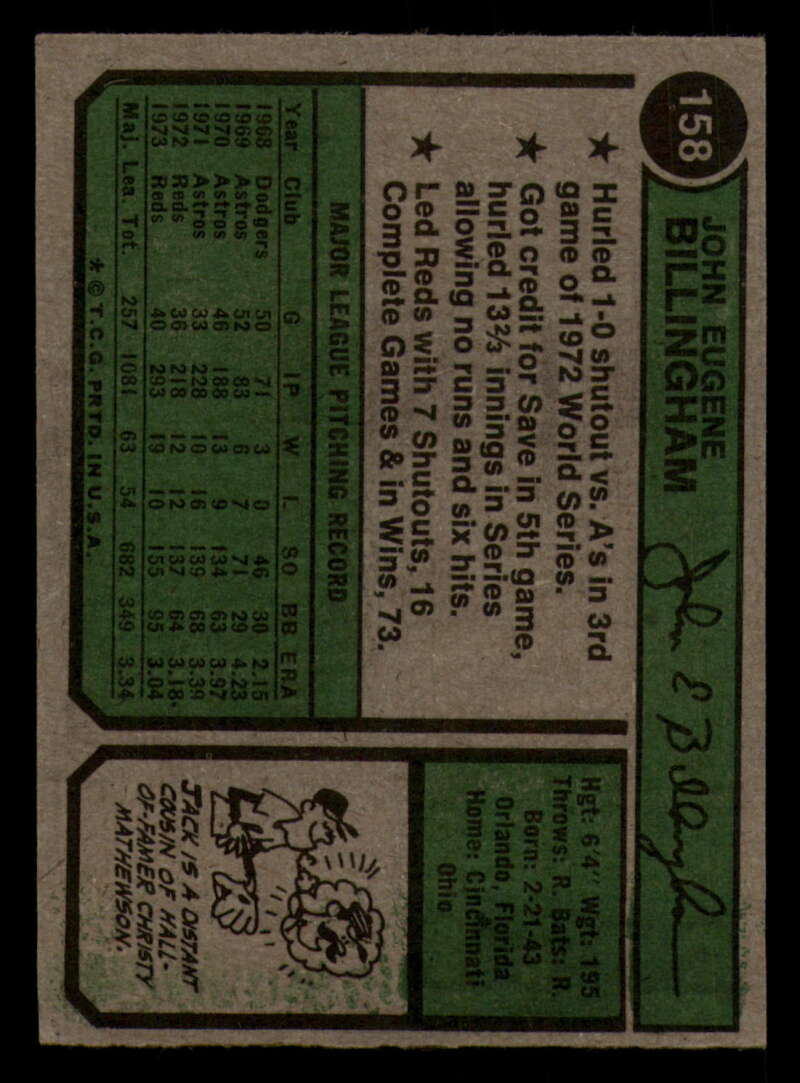 158
JOHN EUGENE
BILLINGHAM
John E Billingham
★ Hurled 1-0 shutout vs. A's in 3rd
game of 1972 World Series.
★ Got credit for Save in 5th game,
hurled 13⅔ innings in Series
allowing no runs and six hits.
★ Led Reds with 7 Shutouts, 16
Complete Games & in Wins, 73.
MAJOR LEAGUE PITCHING RECORD
Year Club G IP W L SO BB ERA
1968 Dodgers 50 71 3 0 46 30 2.15
1969 Astros 52 83 6 7 71 29 4.23
1970 Astros 46 188 13 9 134 63 3.97
1971 Astros 33 228 10 16 139 68 3.39
1972 Reds 36 218 12 12 137 64 3.18
1973 Reds 40 293 19 10 155 95 3.04
Maj. Lea. Tot. 257 1081 63 54 682 349 3.34
* © T.C.G. PRTD. IN U.S.A.
Hgt: 6'4" Wgt: 195
Throws: R. Bats: R.
Born: 2-21-43
Orlando, Florida
Home: Cincinnati
Ohio
JACK IS A DISTANT
COUSIN OF HALL-
OF-FAMER CHRISTY
MATHEWSON.